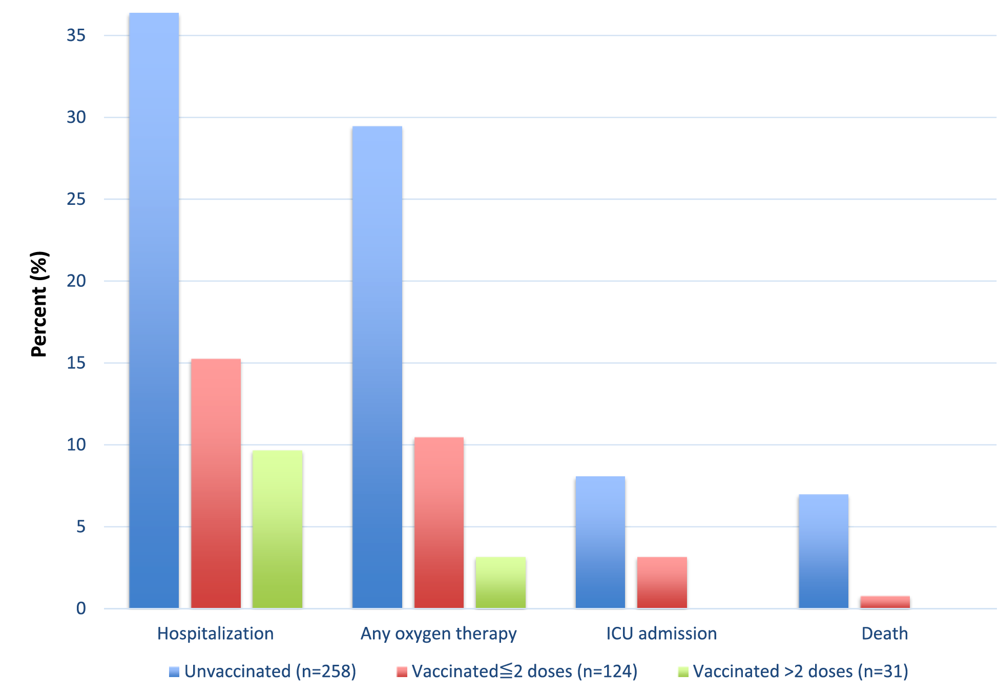 Percent (%)
35
30
25
20
15
10
5
0
Hospitalization
Any oxygen therapy
ICU admission
Death
Unvaccinated (n=258)
Vaccinated≦2 doses (n=124)
Vaccinated >2 doses (n=31)